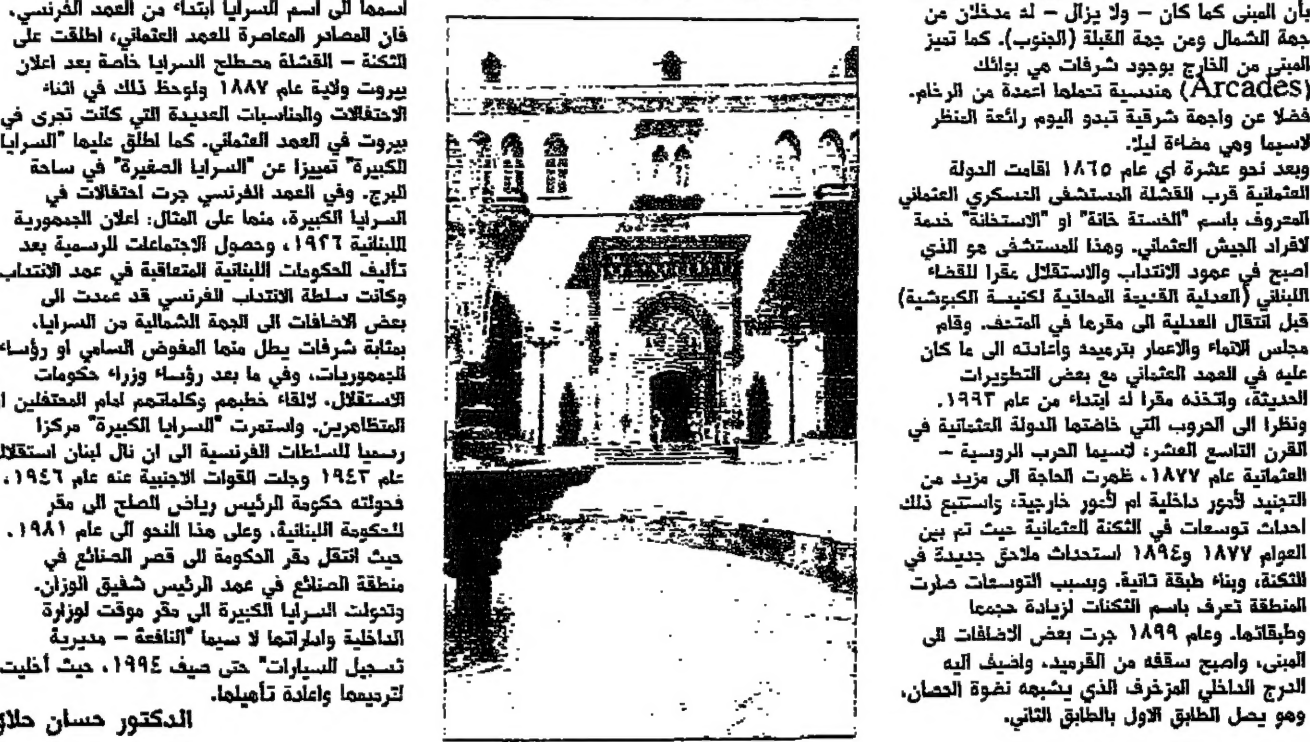 بأن المبنى كما كان – ولا يزال – له مدخلان من
جهة الشمال ومن جهة القبلة (الجنوب). كما تميز
المبنى من الخارج بوجود شرفات هي بوائك
(Arcades) هندسية تحملها اعمدة من الرخام.
فضلا عن واجهة شرقية تبدو اليوم رائعة المنظر
لاسيما وهي مضاءة ليلا.
وبعد نحو عشرة اي عام ١٨٦٥ اقامت الدولة
العثمانية قرب القشلة المستشفى العسكري العثماني
المعروف باسم "الخستة خانة" او "الاستخانة" خدمة
لافراد الجيش العثماني. وهذا المستشفى هو الذي
اصبح في عهود الانتداب والاستقلال مقرا للقضاء
اللبناني (العدلية القديمة المحاذية لكنيسة الكبوشية)
قبل انتقال العدلية الى مقرها في المتحف. وقام
مجلس الانماء والاعمار بترميمه واعادته الى ما كان
عليه في العهد العثماني مع بعض التطويرات
الحديثة، واتخذه مقرا له ابتداء من عام ١٩٩٣.
ونظرا الى الحروب التي خاضتها الدولة العثمانية في
القرن التاسع العشر، لاسيما الحرب الروسية –
العثمانية عام ١٨٧٧، ظهرت الحاجة الى مزيد من
التجنيد لأمور داخلية ام لأمور خارجية، واستتبع ذلك
احداث توسعات في الثكنة العثمانية حيث تم بين
العوام ١٨٧٧ و١٨٩٤ استحداث ملاحق جديدة في
الثكنة، وبناء طبقة ثانية. وبسبب التوسعات صارت
المنطقة تعرف باسم الثكنات لزيادة حجمها
وطبقاتها. وعام ١٨٩٩ جرت بعض الاضافات الى
المبنى، واصبح سقفه من القرميد، واضيف اليه
الدرج الداخلي المزخرف الذي يشبهه نضوة الحصان،
وهو يصل الطابق الاول بالطابق الثاني.
اسمها الى اسم السرايا ابتداء من العهد الفرنسي،
فان المصادر المعاصرة للعهد العثماني، اطلقت على
الثكنة – القشلة مصطلح السرايا خاصة بعد اعلان
بيروت ولاية عام ١٨٨٧ ولوحظ ذلك في اثناء
الاحتفالات والمناسبات العديدة التي كانت تجرى في
بيروت في العهد العثماني. كما اطلق عليها "السرايا
الكبيرة" تمييزا عن "السرايا الصغيرة" في ساحة
البرج. وفي العهد الفرنسي جرت احتفالات في
السرايا الكبيرة، منها على المثال: اعلان الجمهورية
اللبنانية ١٩٢٦، وحصول الاجتماعات الرسمية بعد
تأليف الحكومات اللبنانية المتعاقبة في عهد الانتداب
وكانت سلطة الانتداب الفرنسي قد عمدت الى
بعض الاضافات الى الجهة الشمالية من السرايا،
بمثابة شرفات يطل منها المفوض السامي او رؤساء
الجمهوريات، وفي ما بعد رؤساء وزراء حكومات
الاستقلال، لالقاء خطبهم وكلماتهم امام المحتفلين ا
المتظاهرين. واستمرت "السرايا الكبيرة" مركزا
رسميا للسلطات الفرنسية الى ان نال لبنان استقلال
عام ١٩٤٣ وجلت القوات الاجنبية عنه عام ١٩٤٦،
فحولته حكومة الرئيس رياض الصلح الى مقر
للحكومة اللبنانية، وعلى هذا النحو الى عام ١٩٨١.
حيث انتقل مقر الحكومة الى قصر الصنائع في
منطقة الصنائع في عهد الرئيس شفيق الوزان.
وتحولت السرايا الكبيرة الى مقر موقت لوزارة
الداخلية واداراتها لا سيما "النافعة – مديرية
تسجيل السيارات" حتى صيف ١٩٩٤، حيث أخليت
لترميمها واعادة تأهيلها.
الدكتور حسان حلاق